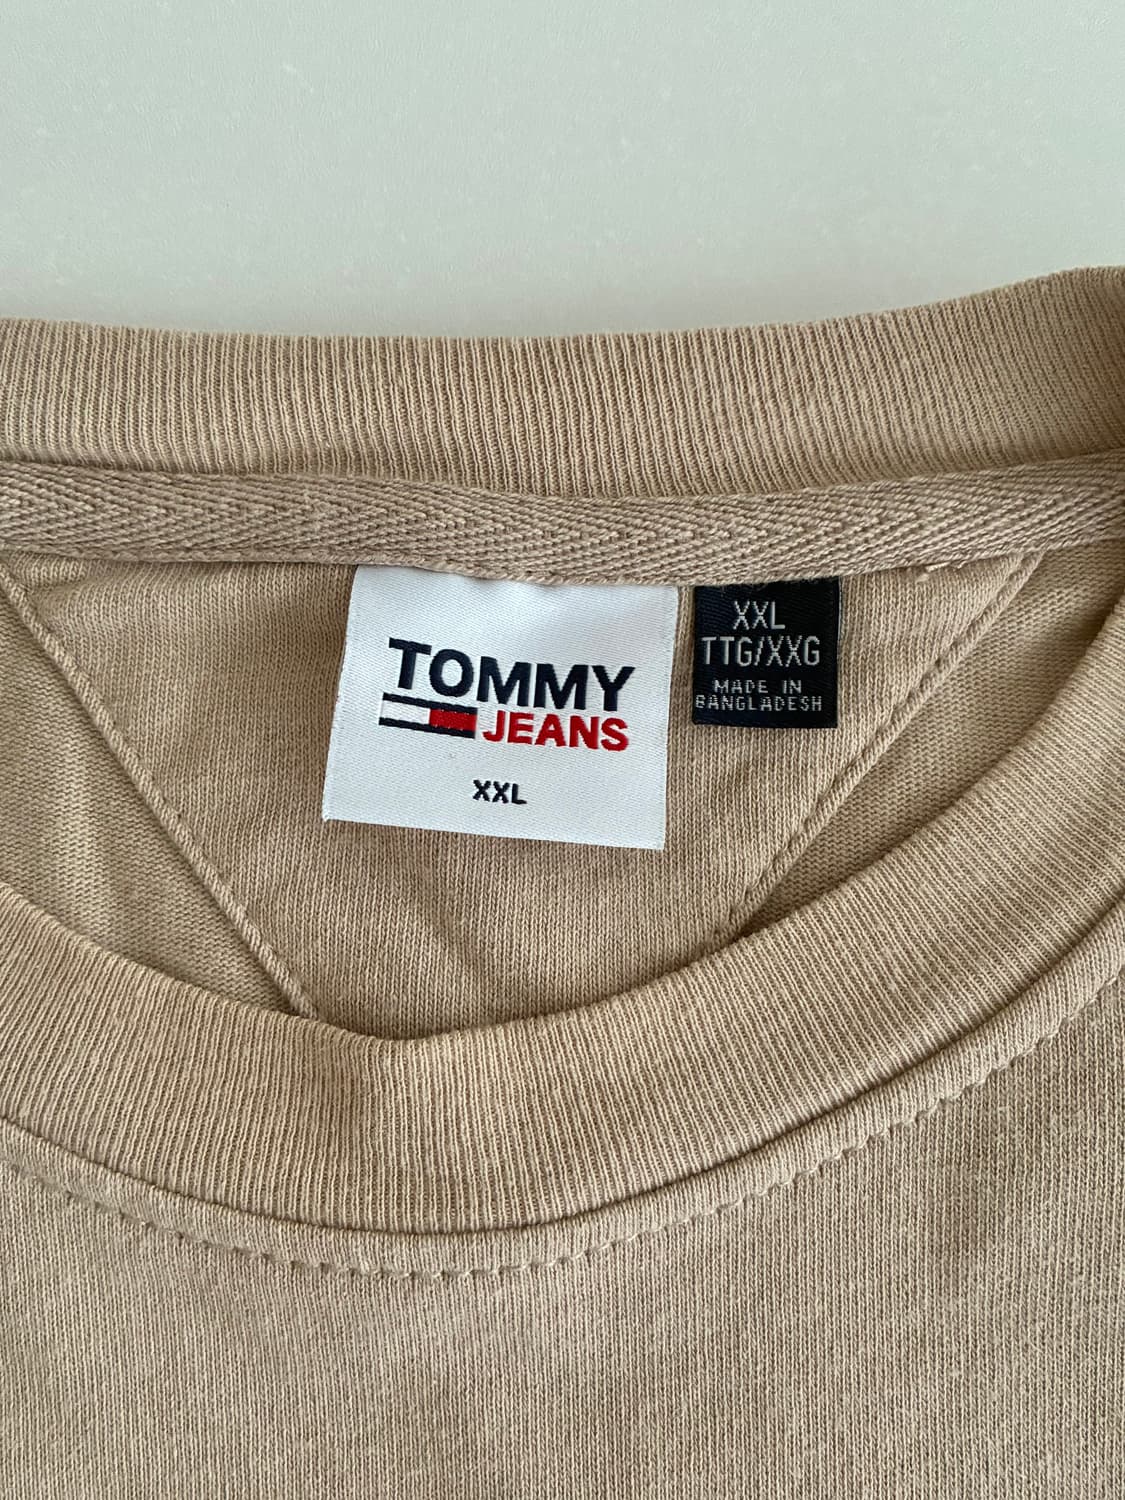 TOMMY
JEANS
XXL
XXL
TTG/XXG
MADE IN
BANGLADESH